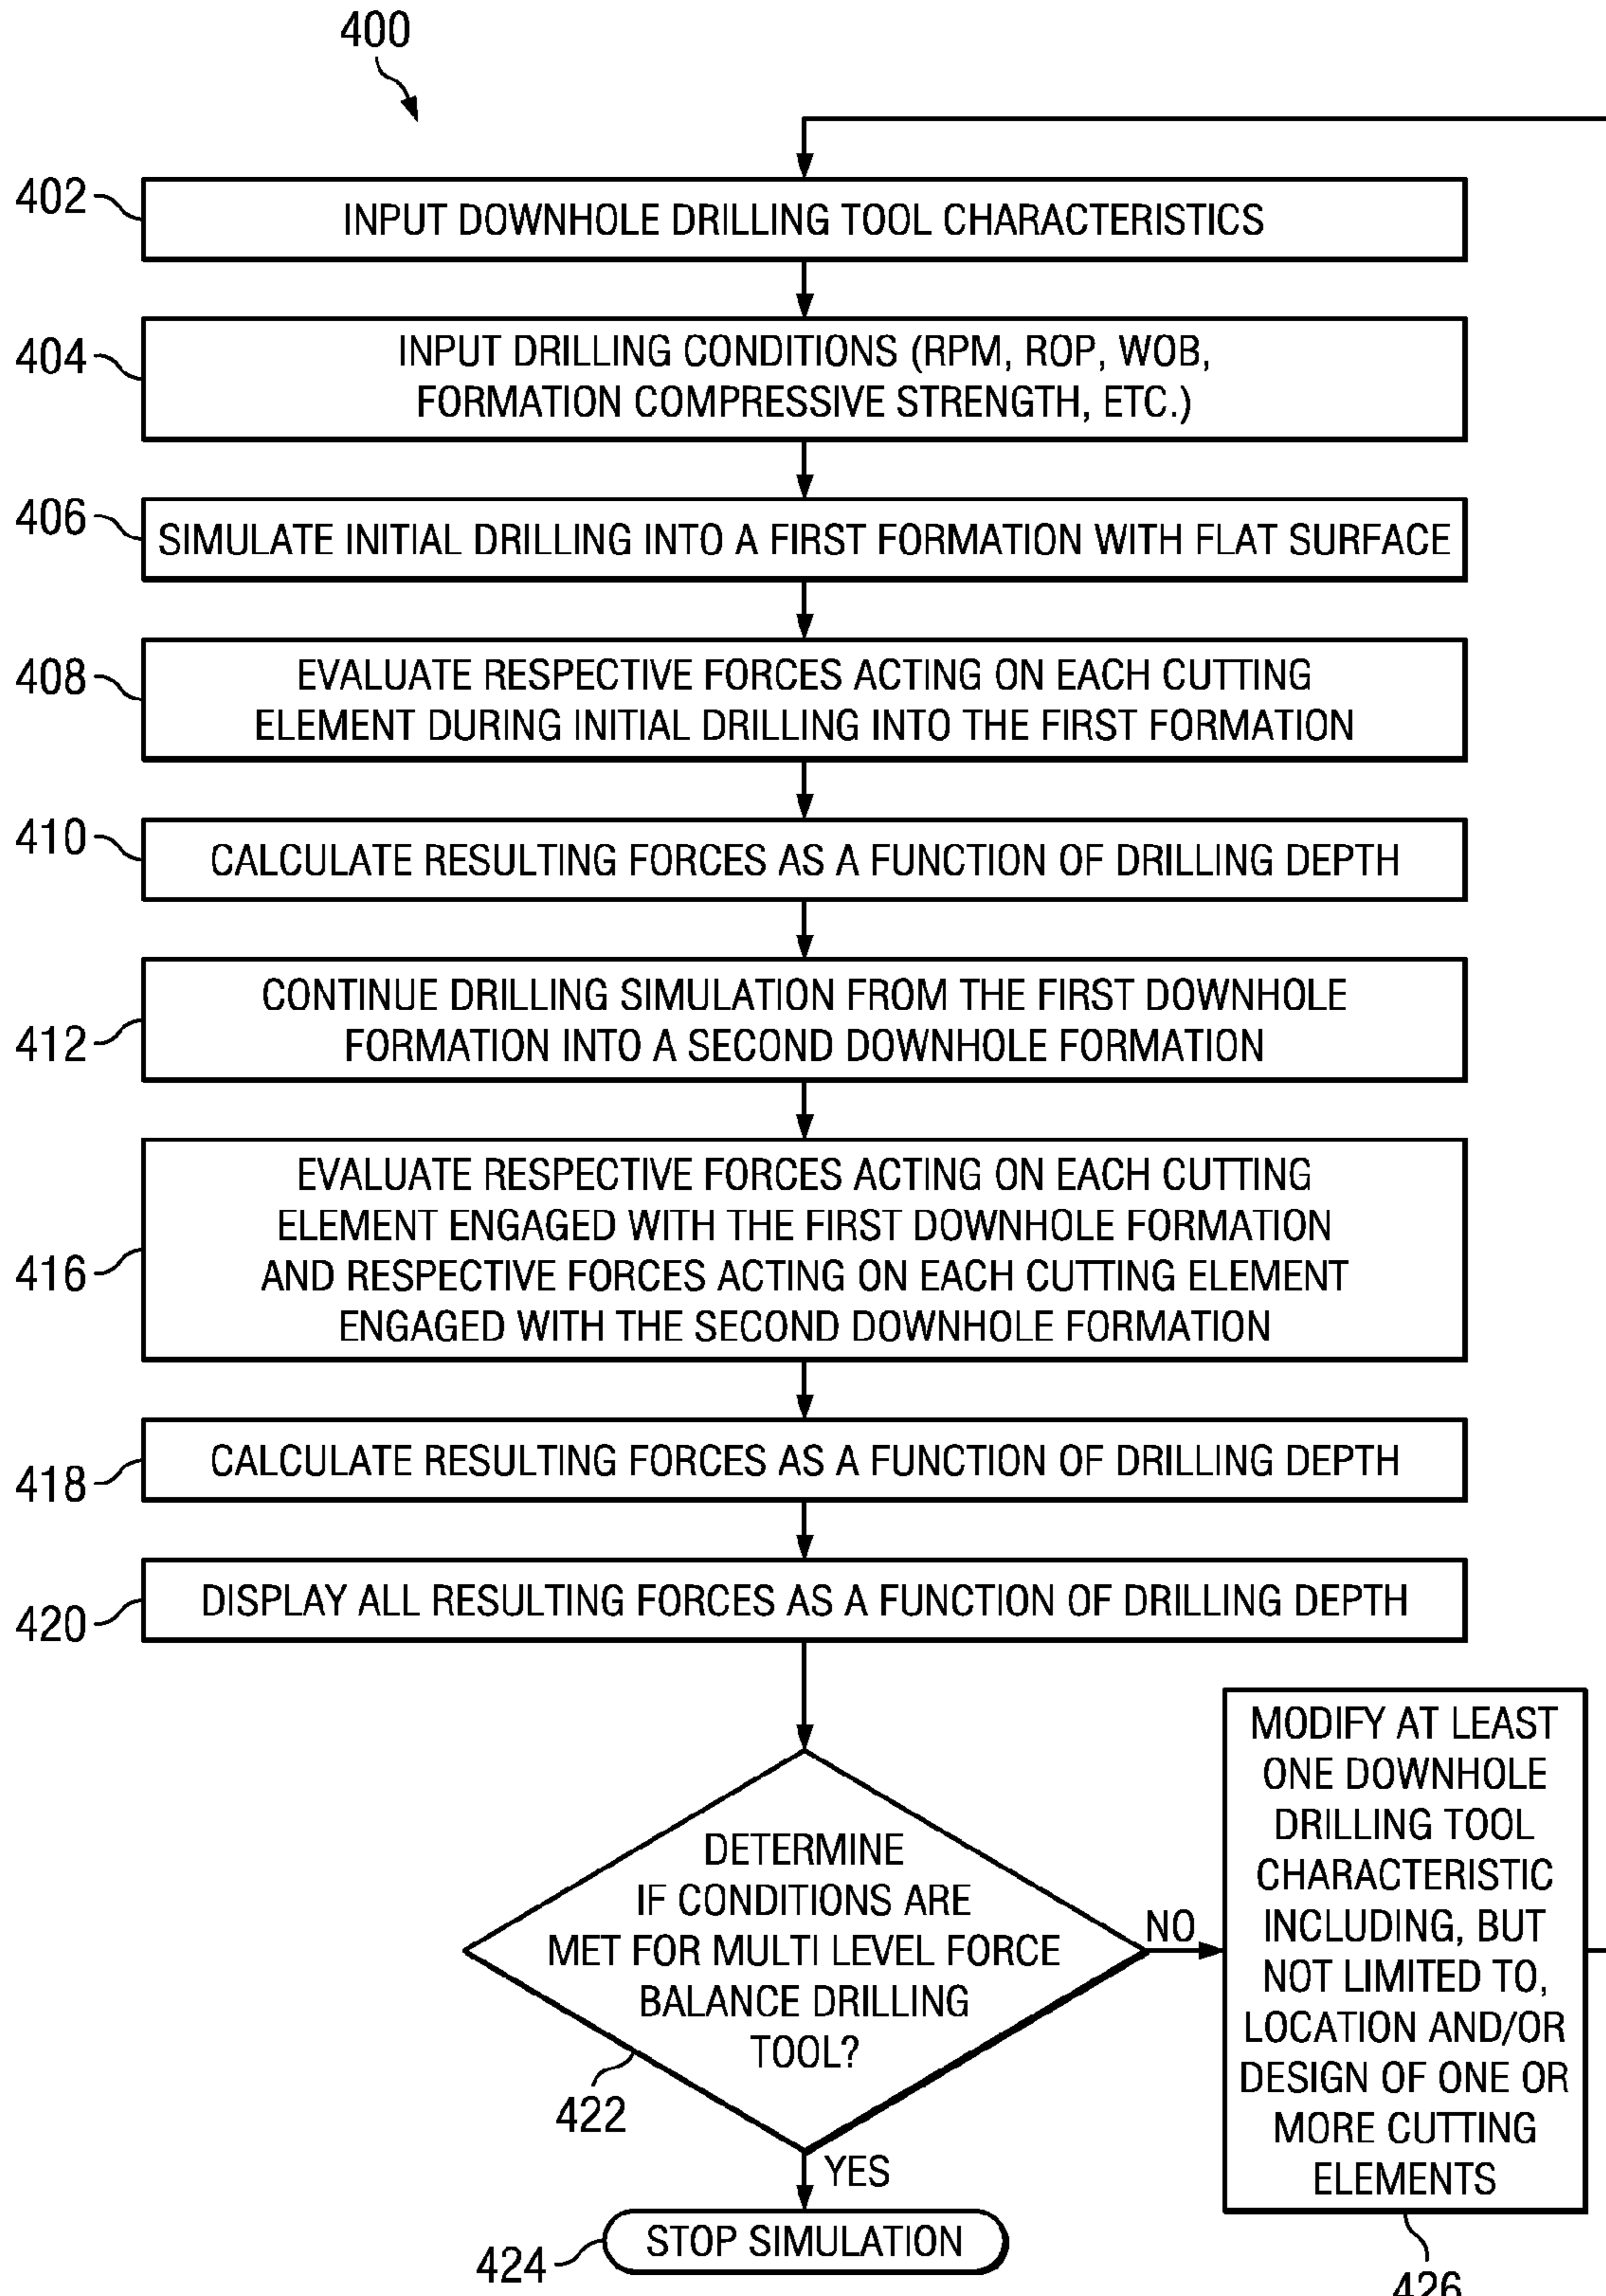 400
402
INPUT DOWNHOLE DRILLING TOOL CHARACTERISTICS
404
INPUT DRILLING CONDITIONS (RPM, ROP, WOB,
FORMATION COMPRESSIVE STRENGTH, ETC.)
406
SIMULATE INITIAL DRILLING INTO A FIRST FORMATION WITH FLAT SURFACE
408
EVALUATE RESPECTIVE FORCES ACTING ON EACH CUTTING
ELEMENT DURING INITIAL DRILLING INTO THE FIRST FORMATION
410
CALCULATE RESULTING FORCES AS A FUNCTION OF DRILLING DEPTH
412
CONTINUE DRILLING SIMULATION FROM THE FIRST DOWNHOLE
FORMATION INTO A SECOND DOWNHOLE FORMATION
416
EVALUATE RESPECTIVE FORCES ACTING ON EACH CUTTING
ELEMENT ENGAGED WITH THE FIRST DOWNHOLE FORMATION
AND RESPECTIVE FORCES ACTING ON EACH CUTTING ELEMENT
ENGAGED WITH THE SECOND DOWNHOLE FORMATION
418
CALCULATE RESULTING FORCES AS A FUNCTION OF DRILLING DEPTH
420
DISPLAY ALL RESULTING FORCES AS A FUNCTION OF DRILLING DEPTH
DETERMINE
IF CONDITIONS ARE
MET FOR MULTI LEVEL FORCE
BALANCE DRILLING
TOOL?
422
NO
MODIFY AT LEAST
ONE DOWNHOLE
DRILLING TOOL
CHARACTERISTIC
INCLUDING, BUT
NOT LIMITED TO,
LOCATION AND/OR
DESIGN OF ONE OR
MORE CUTTING
ELEMENTS
426
YES
424
STOP SIMULATION